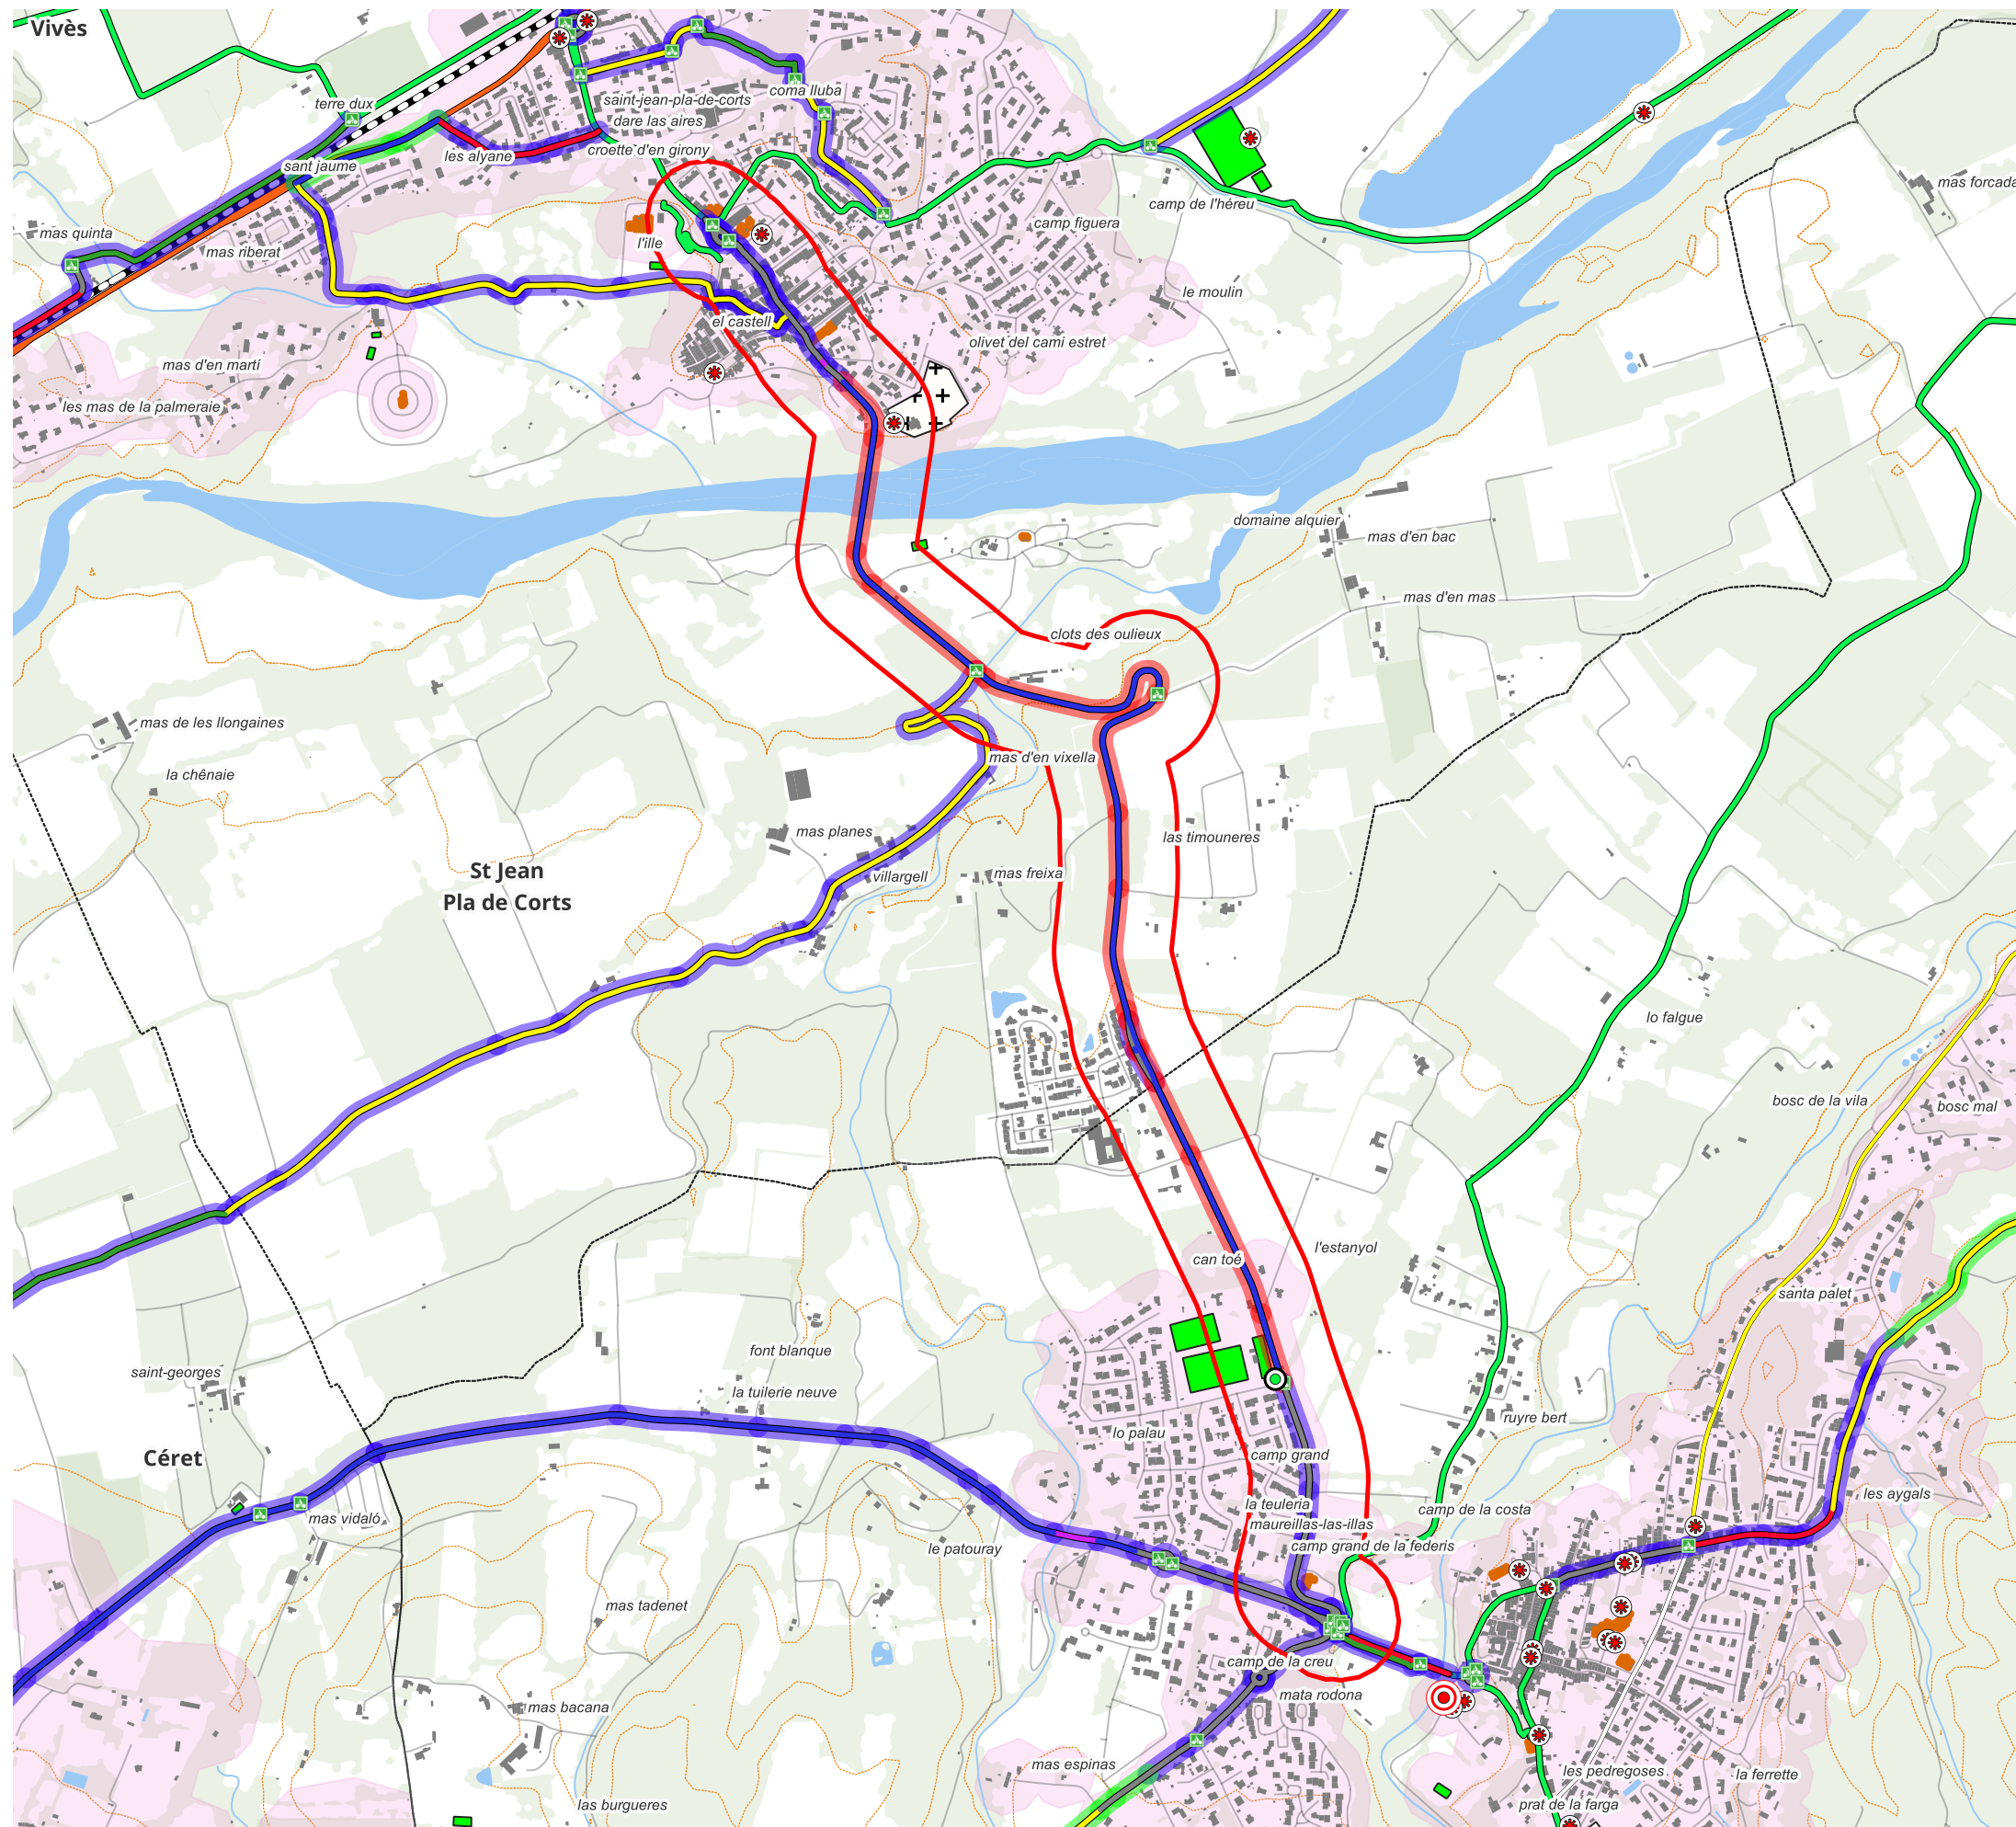 Vivès
terre dux
saint-jean-pla-de-corts
dare las aires
coma llubã
croette d'en girony
les alyane
sant jaume
mas forcada
camp de l'héreu
camp figuera
mas quinta
l'ille
mas riberat
le moulin
el castell
olivet del cami estret
mas d'en martí
les mas de la palmeraie
domaine alquier
mas d'en bac
mas d'en mas
clots des oulieux
mas de les llongaines
mas d'en vixella
la chênaie
mas planes
las timouneres
St Jean
Pla de Corts
villargell
mas freixa
lo falgue
bosc de la vila
bosc mal
l'estanyol
can toé
santa palet
font blanque
saint-georges
la tuilerie neuve
ruyre bert
lo palau
Céret
camp grand
les aygals
la teuleria
camp de la costa
mas vidaló
maureillas-las-illas
le patouray
camp grand de la federis
mas tadenet
camp de la creu
mata rodona
mas bacana
mas espinas
les pedregoses
la ferrette
las burgueres
prat de la farga